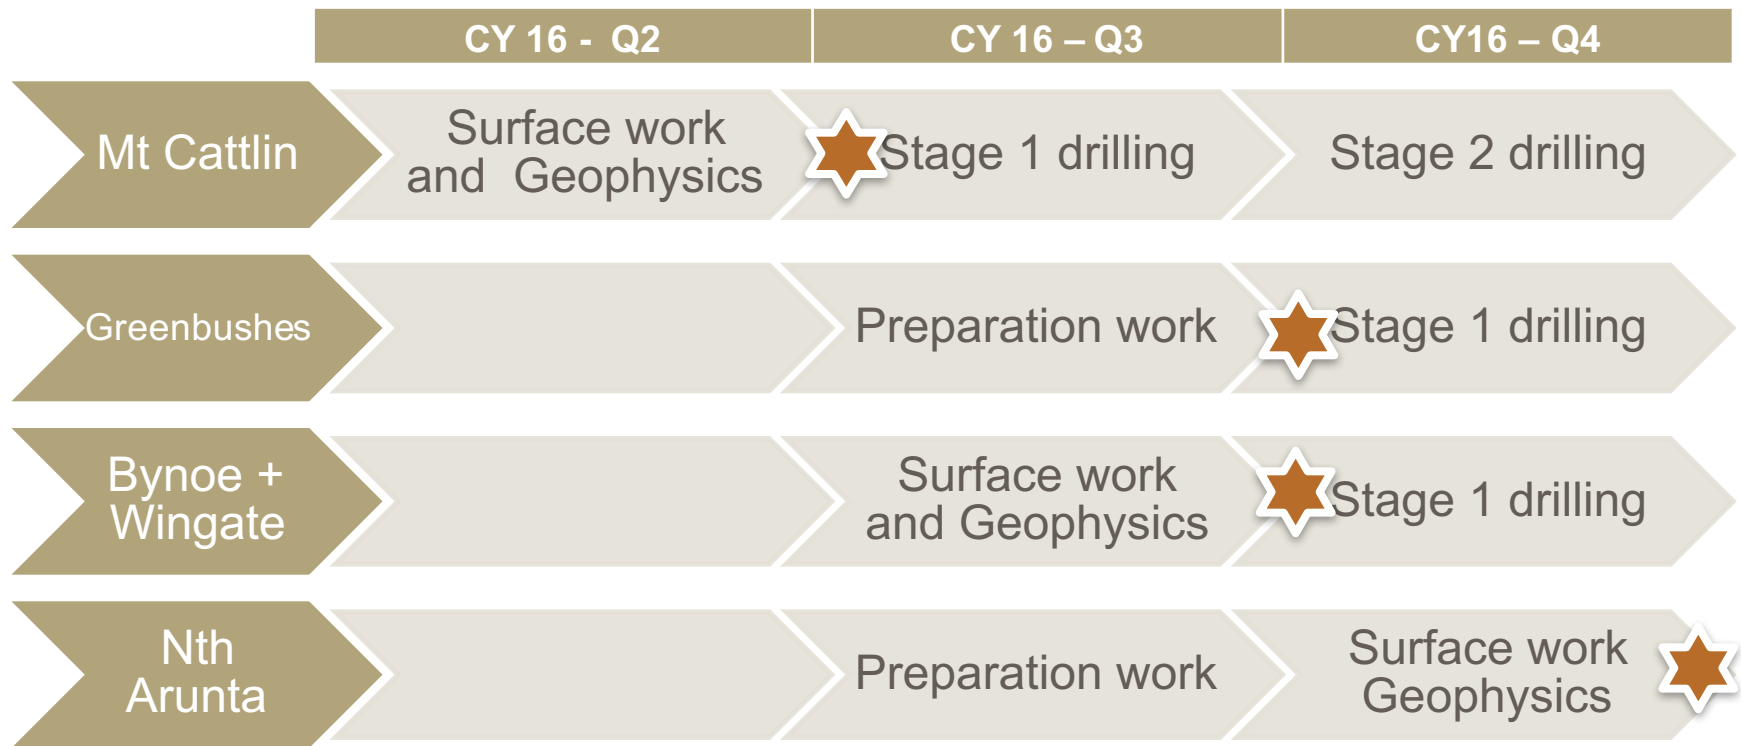 CY 16 - Q2
CY 16 – Q3
CY16 – Q4
Mt Cattlin
Surface work
and Geophysics
Stage 1 drilling
Stage 2 drilling
Greenbushes
Preparation work
Stage 1 drilling
Bynoe +
Wingate
Surface work
and Geophysics
Stage 1 drilling
Nth
Arunta
Preparation work
Surface work
Geophysics